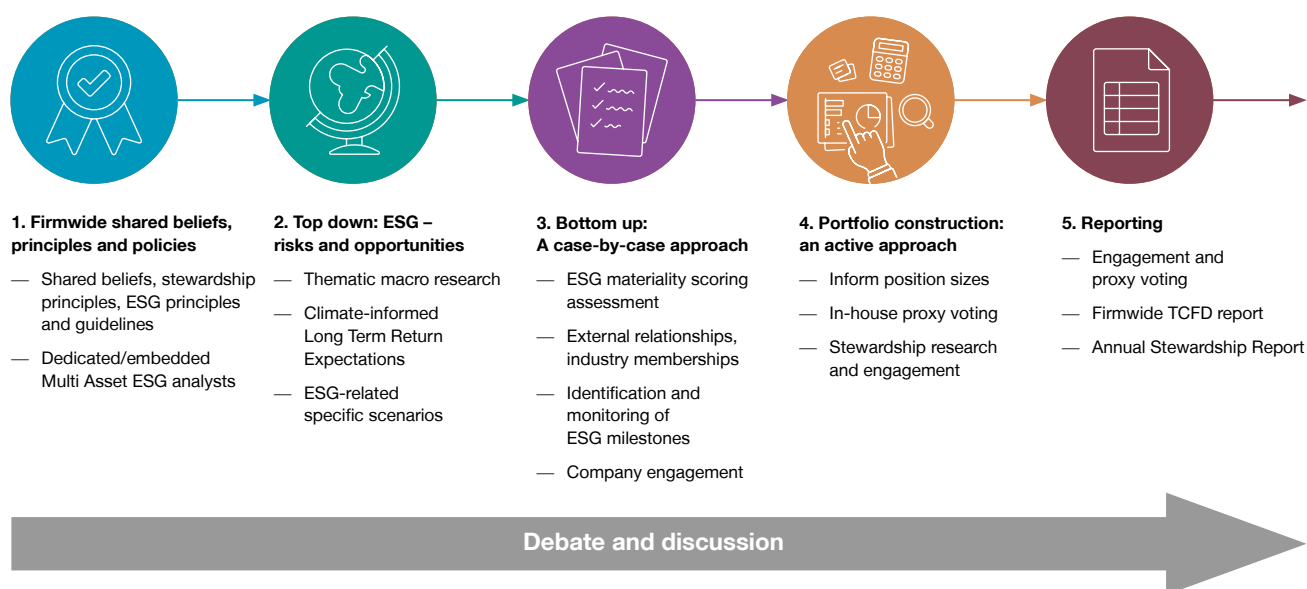 1. Firmwide shared beliefs,
principles and policies
— Shared beliefs, stewardship
principles, ESG principles
and guidelines
— Dedicated/embedded
Multi Asset ESG analysts
2. Top down: ESG –
risks and opportunities
— Thematic macro research
— Climate-informed
Long Term Return
Expectations
— ESG-related
specific scenarios
3. Bottom up:
A case-by-case approach
— ESG materiality scoring
assessment
— External relationships,
industry memberships
— Identification and
monitoring of
ESG milestones
— Company engagement
4. Portfolio construction:
an active approach
— Inform position sizes
— In-house proxy voting
— Stewardship research
and engagement
5. Reporting
— Engagement and
proxy voting
— Firmwide TCFD report
— Annual Stewardship Report
Debate and discussion